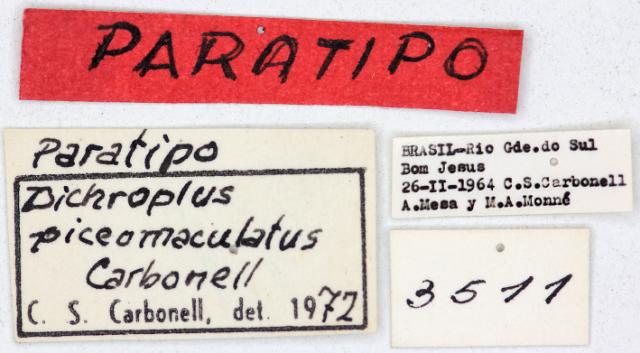 PARATIPO
Paratipo
Dichroplus
piceomaculatus
Carbonell
C. S. Carbonell, det. 1972
BRASIL-Rio Gde.do Sul
Bom Jesus
26-II-1964 C.S.Carbonell
A.Mesa y M.A.Monné
3511